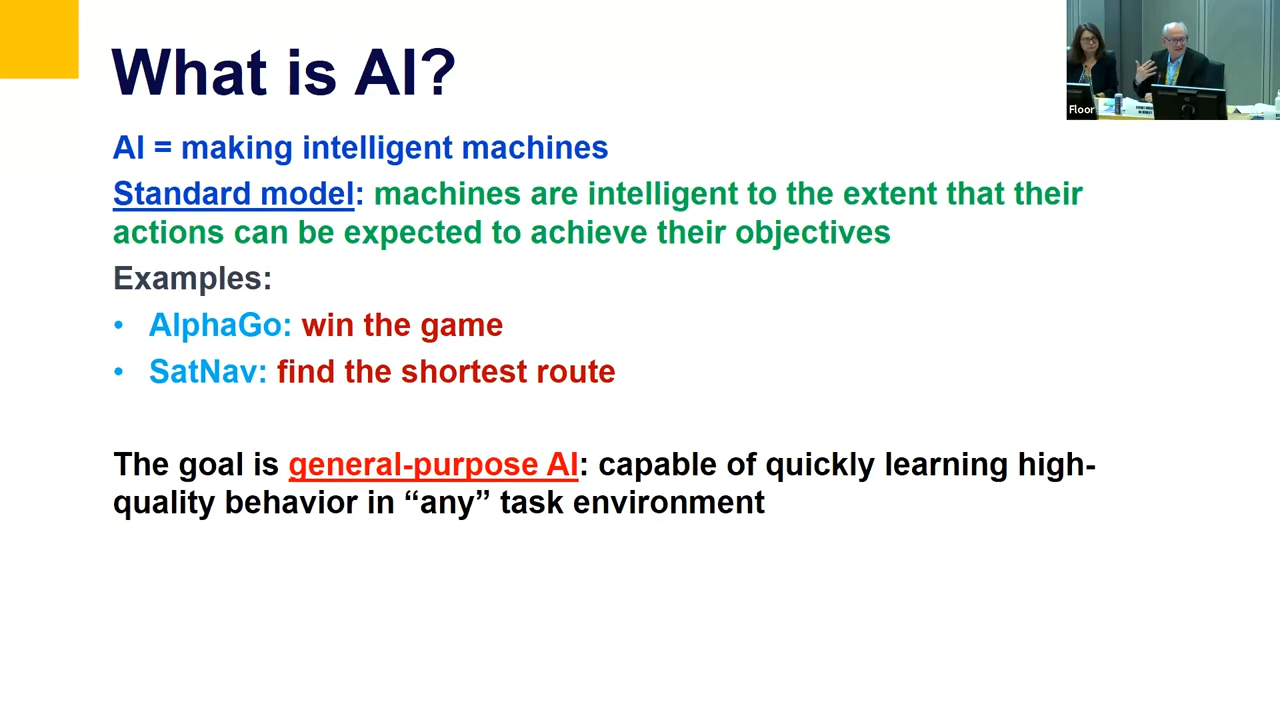 What is AI?
AI = making intelligent machines
Standard model: machines are intelligent to the extent that their
actions can be expected to achieve their objectives
Examples:
• AlphaGo: win the game
• SatNav: find the shortest route
The goal is general-purpose AI: capable of quickly learning high-
quality behavior in “any” task environment
Floor